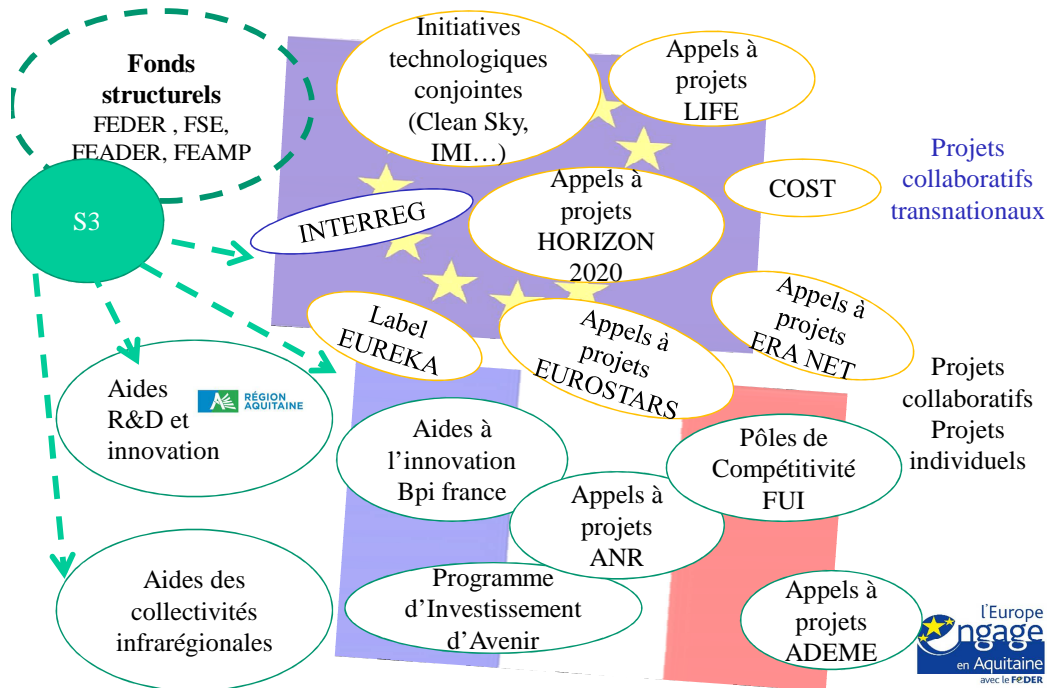 Fonds
structurels
FEDER , FSE,
FEADER, FEAMP
S3
Initiatives
technologiques
conjointes
(Clean Sky,
IMI…)
Appels à
projets
LIFE
Projets
collaboratifs
transnationaux
COST
INTERREG
Appels à
projets
HORIZON
2020
Label
EUREKA
Appels à
projets
EUROSTARS
Appels à
projets
ERA NET
Projets
collaboratifs
Projets
individuels
Aides
R&D et
innovation
RÉGION
AQUITAINE
Aides à
l’innovation
Bpi france
Appels à
projets
ANR
Pôles de
Compétitivité
FUI
Aides des
collectivités
infrarégionales
Programme
d’Investissement
d’Avenir
Appels à
projets
ADEME
l'Europe
engage
en Aquitaine
avec le FEDER